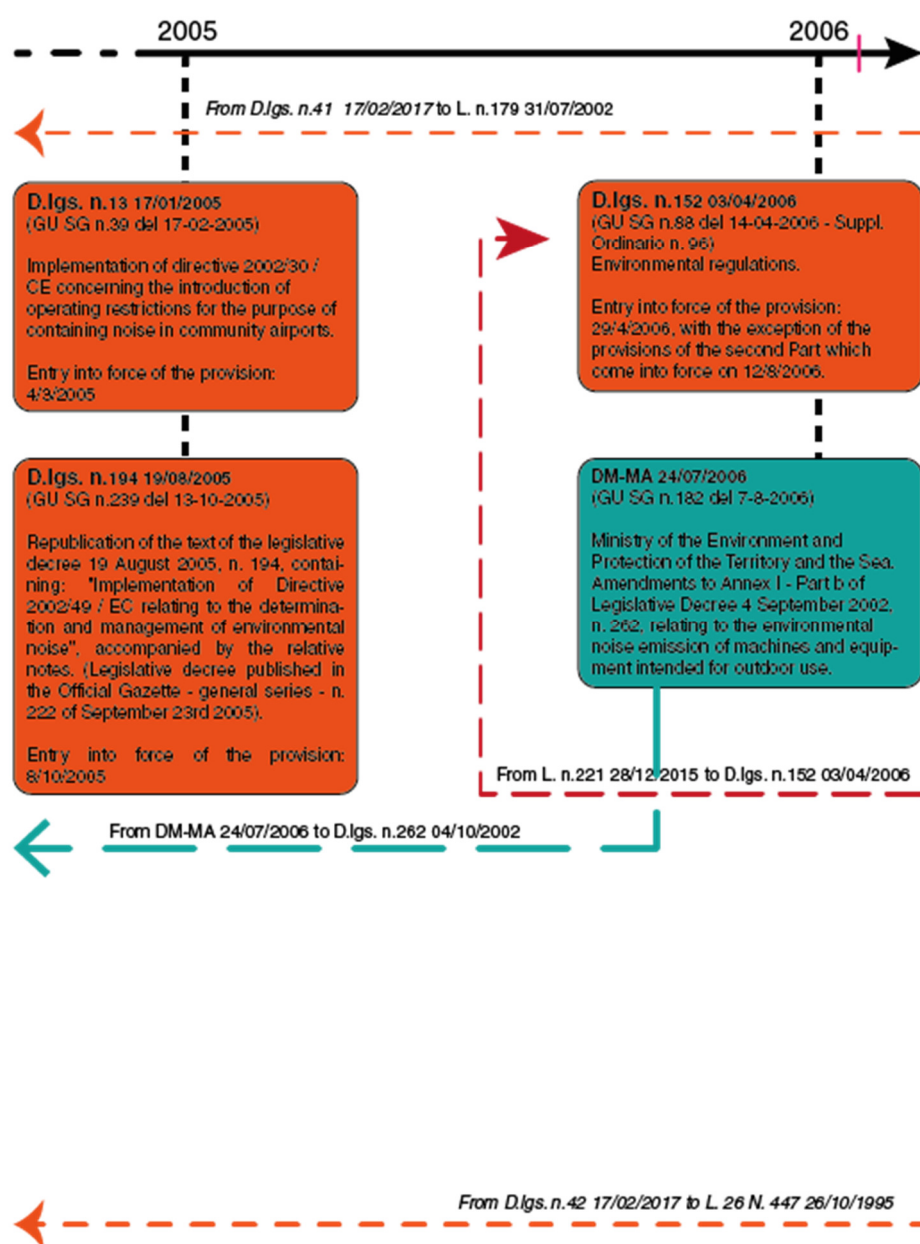 2005
2006
From D.lgs. n.41 17/02/2017 to L. n.179 31/07/2002
D.lgs. n.13 17/01/2005
(GU SG n.39 del 17-02-2005)
Implementation of directive 2002/30 /
CE concerning the introduction of
operating restrictions for the purpose of
containing noise in community airports.
Entry into force of the provision:
4/3/2005
D.lgs. n.194 19/08/2005
(GU SG n.239 del 13-10-2005)
Republication of the text of the legislative
decree 19 August 2005, n. 194, contai-
ning: "Implementation of Directive
2002/49 / EC relating to the determina-
tion and management of environmental
noise", accompanied by the relative
notes. (Legislative decree published in
the Official Gazette - general series - n.
222 of September 23rd 2005).
Entry into force of the provision:
8/10/2005
D.lgs. n.152 03/04/2006
(GU SG n.88 del 14-04-2006 - Suppl.
Ordinario n. 96)
Environmental regulations.
Entry into force of the provision:
29/4/2006, with the exception of the
provisions of the second Part which
come into force on 12/8/2006.
DM-MA 24/07/2006
(GU SG n.182 del 7-8-2006)
Ministry of the Environment and
Protection of the Territory and the Sea.
Amendments to Annex I - Part b of
Legislative Decree 4 September 2002,
n. 262, relating to the environmental
noise emission of machines and equip-
ment intended for outdoor use.
From L. n.221 28/12/2015 to D.lgs. n.152 03/04/2006
From DM-MA 24/07/2006 to D.lgs. n.262 04/10/2002
From D.lgs. n.42 17/02/2017 to L. 26 N. 447 26/10/1995